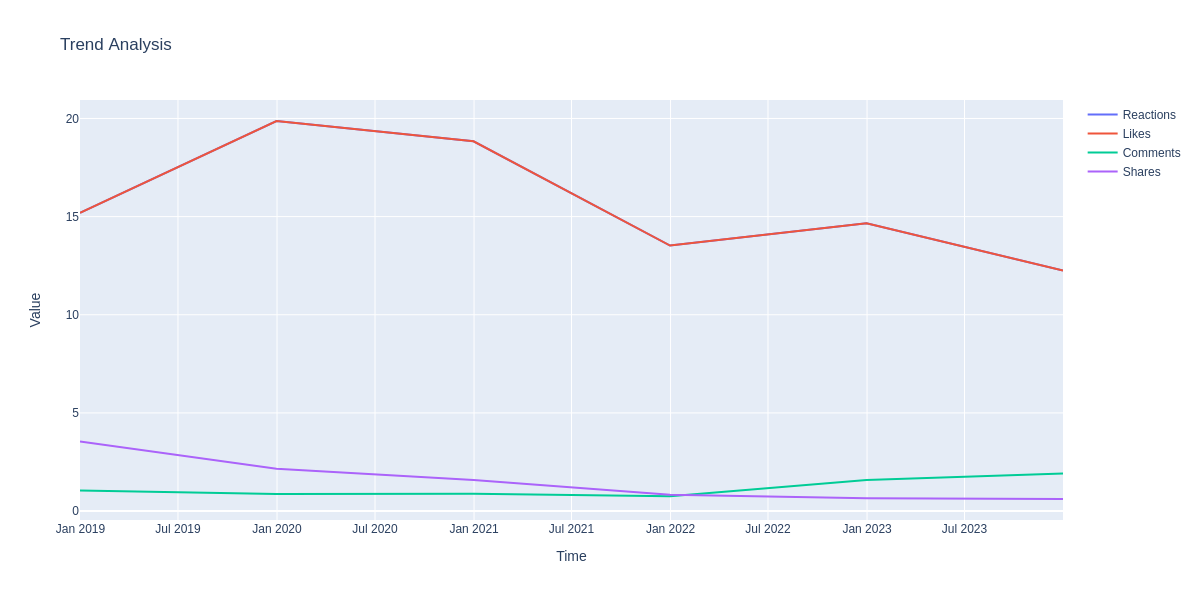 Trend Analysis
Reactions
Likes
Comments
Shares
20
15
10
5
0
Value
Jan 2019 Jul 2019 Jan 2020 Jul 2020 Jan 2021 Jul 2021 Jan 2022 Jul 2022 Jan 2023 Jul 2023
Time